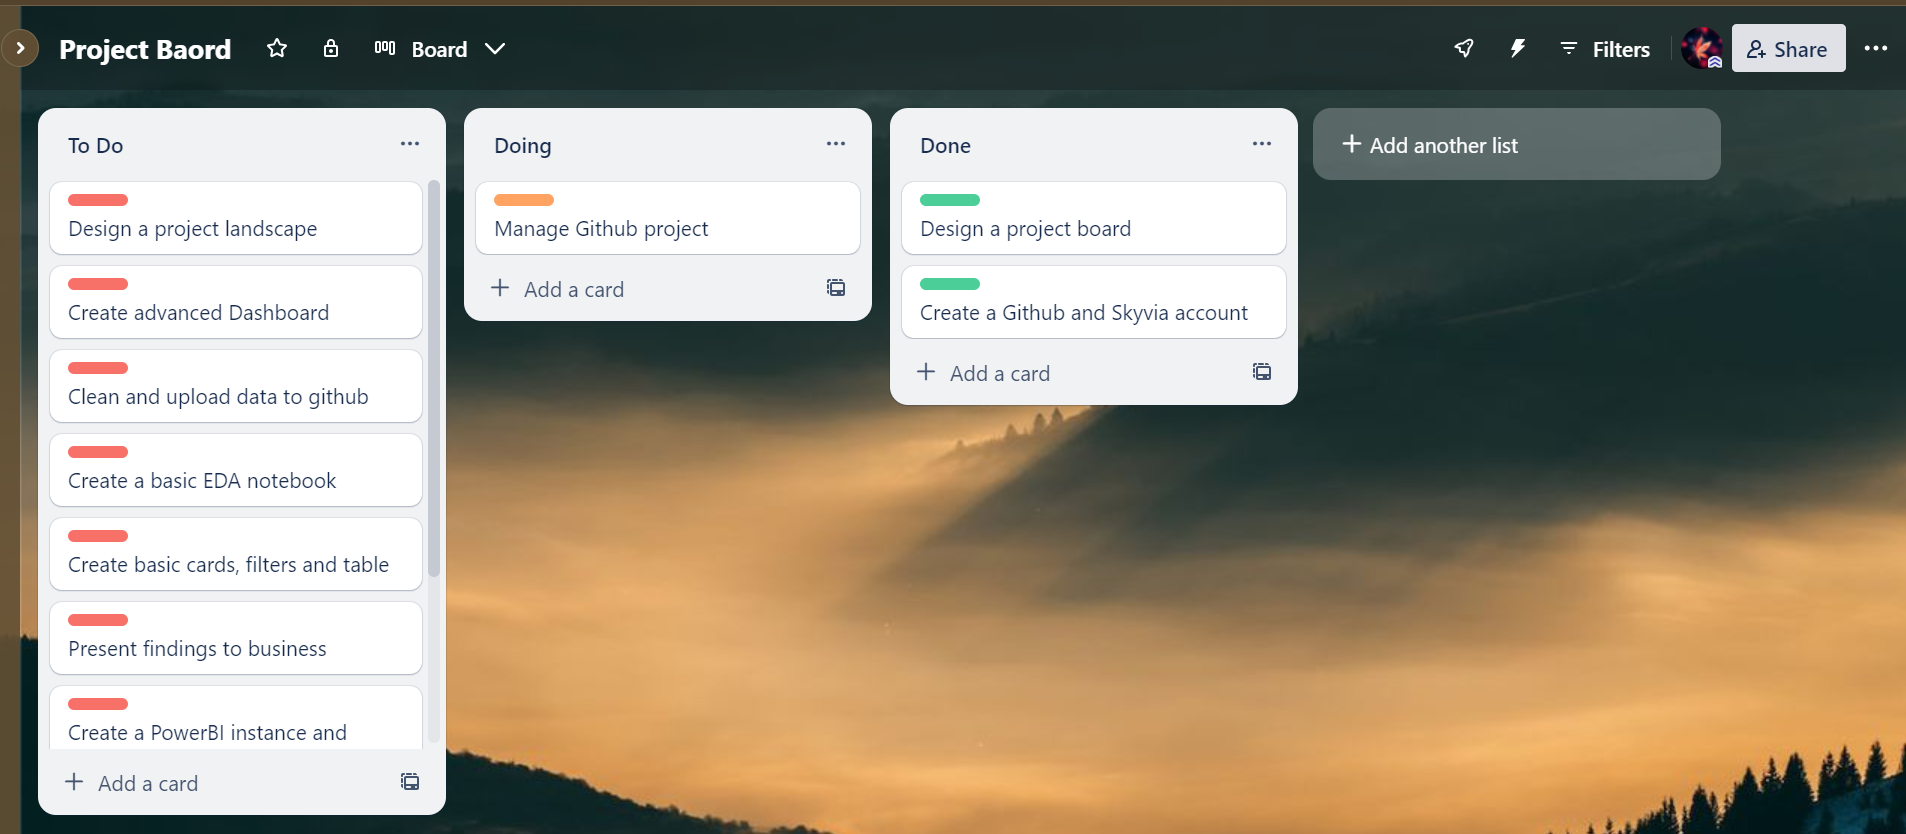 Project Baord
Board
Filters
Share
To Do
Design a project landscape
Create advanced Dashboard
Clean and upload data to github
Create a basic EDA notebook
Create basic cards, filters and table
Present findings to business
Create a PowerBI instance and
Add a card
Doing
Manage Github project
Add a card
Done
Design a project board
Create a Github and Skyvia account
Add a card
Add another list